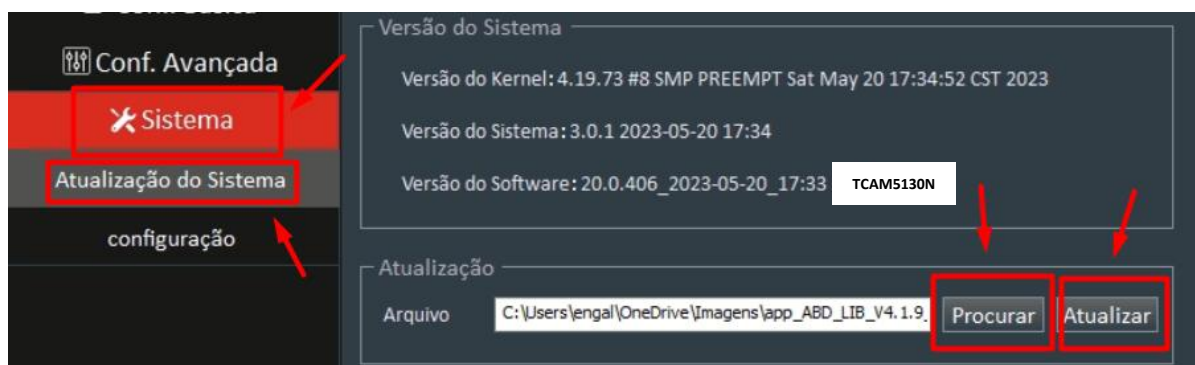 Versão do Sistema
Conf. Avançada
Versão do Kernel: 4.19.73 #8 SMP PREEMPT Sat May 20 17:34:52 CST 2023
Sistema
Versão do Sistema: 3.0.1 2023-05-20 17:34
Atualização do Sistema
Versão do Software: 20.0.406_2023-05-20_17:33 TCAM5130N
configuração
Atualização
Arquivo C:\Users\engal\OneDrive\Imagens\app_ABD_LIB_V4.1.9_ Procurar Atualizar